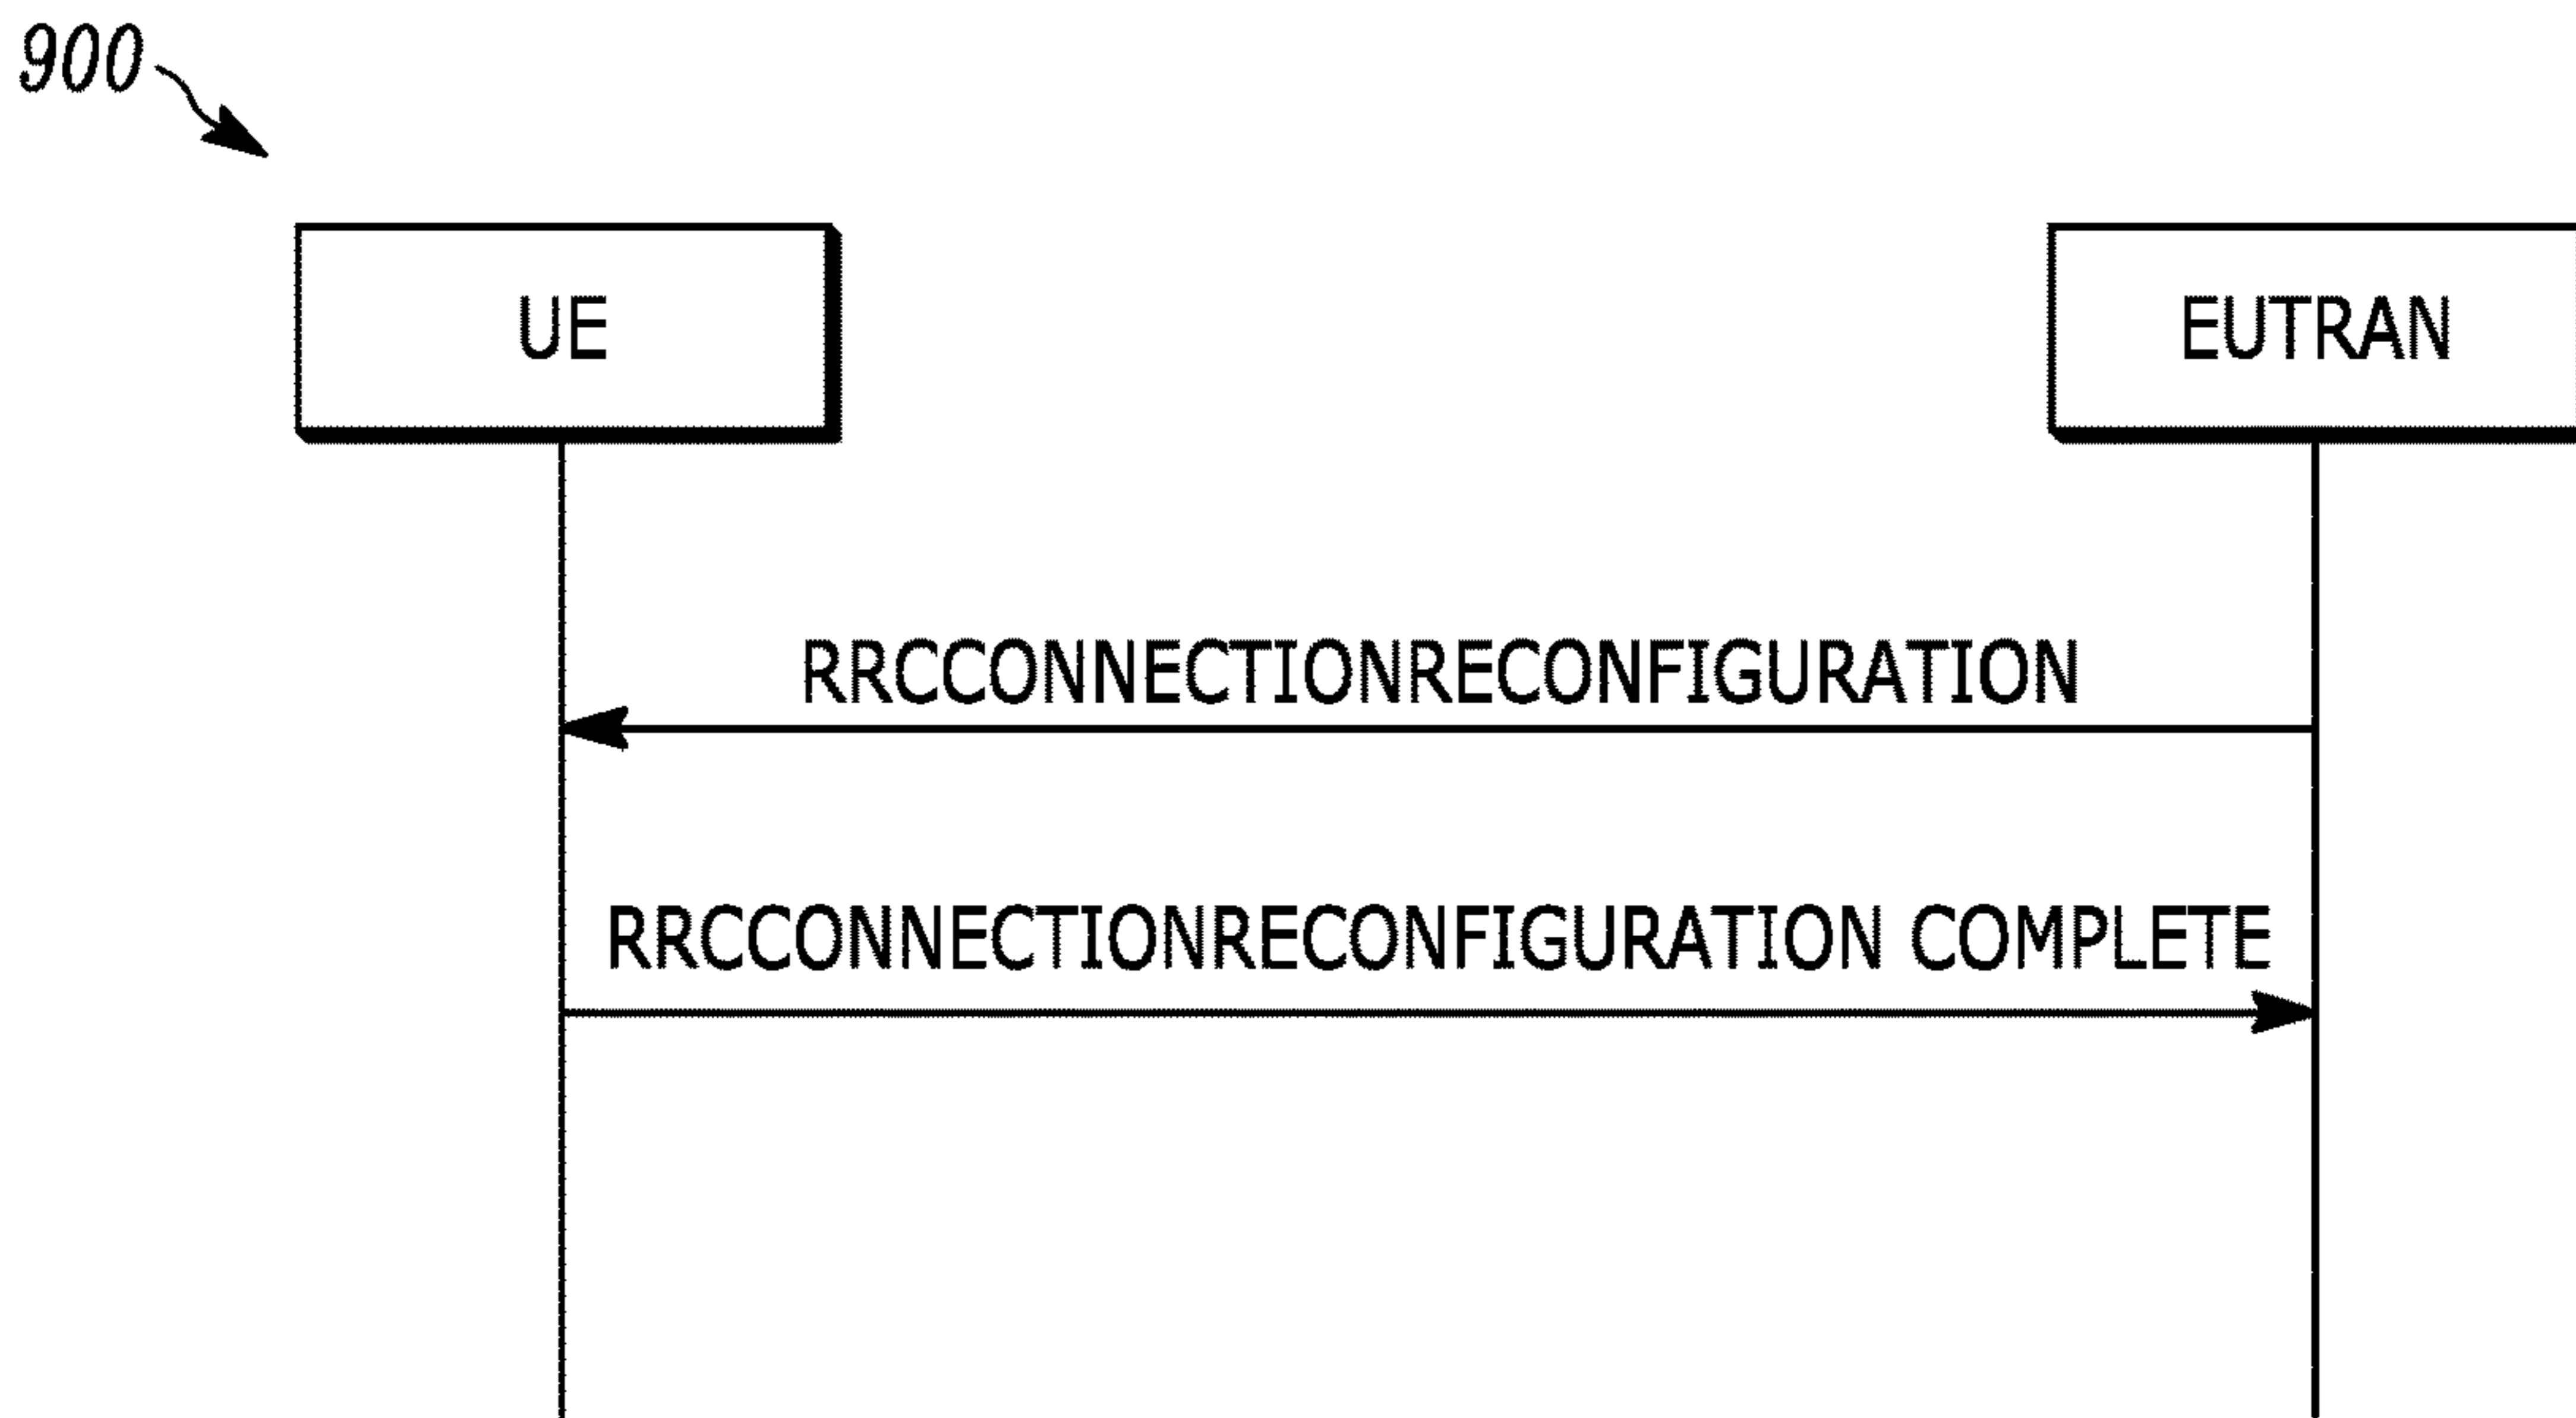 900
UE
EUTRAN
RRCCONNECTIONRECONFIGURATION
RRCCONNECTIONRECONFIGURATION COMPLETE